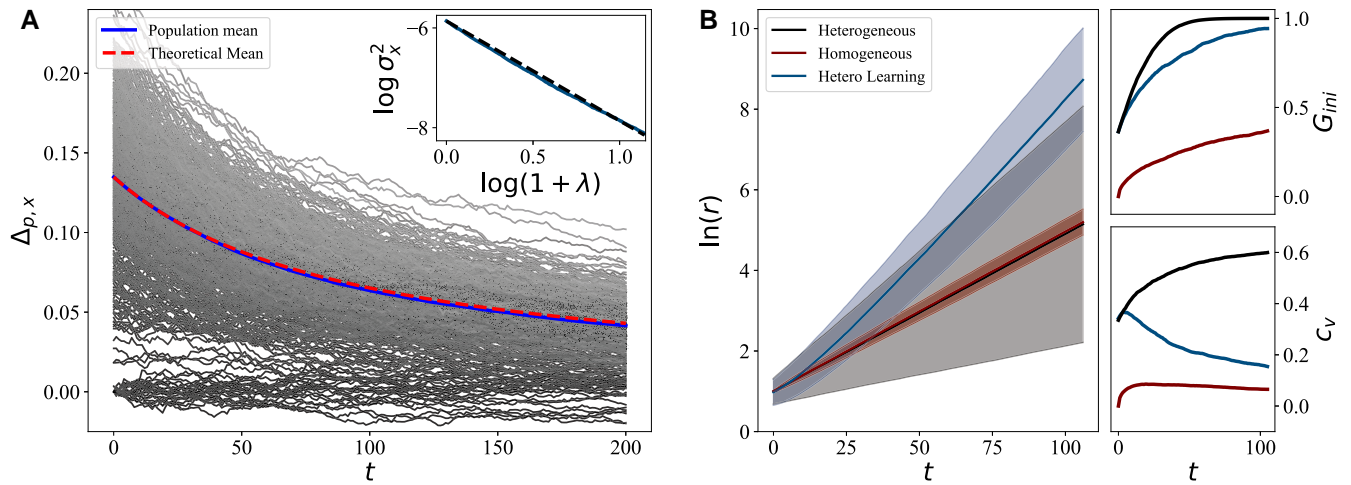 A
Population mean
Theoretical Mean
0.20
0.15
0.10
0.05
0.00
Δp,x
0
50
100
150
200
t
−6
−8
log σx²
0.0
0.5
1.0
log(1 + λ)
B
Heterogeneous
Homogeneous
Hetero Learning
10
8
6
4
2
0
ln(r)
0
25
50
75
100
t
1.0
0.5
0.0
Gini
0.6
0.4
0.2
0.0
cv
0
100
t